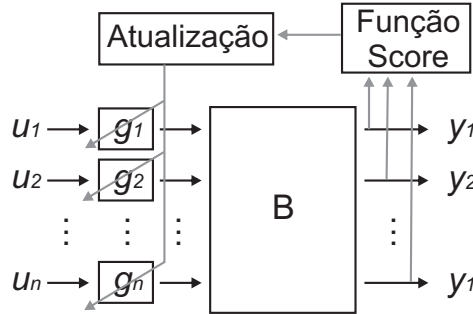 Atualização
Função
Score
u1 g1 y1
u2 g2 B y2
⋮ ⋮ ⋮
un gn y1